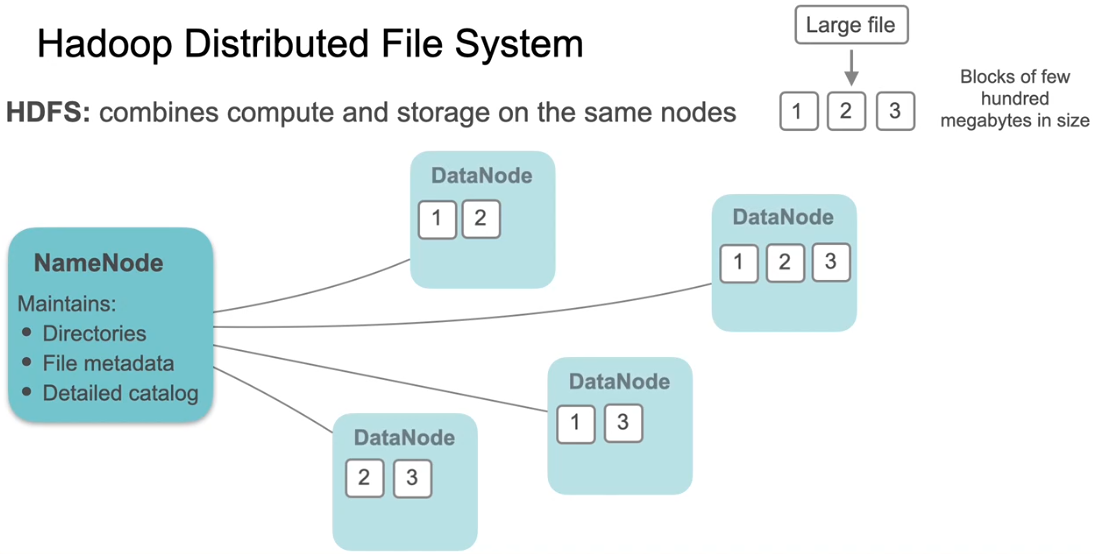 Hadoop Distributed File System
Large file
HDFS: combines compute and storage on the same nodes
1 2 3
Blocks of few
hundred
megabytes in size
NameNode
Maintains:
• Directories
• File metadata
• Detailed catalog
DataNode
1 2
DataNode
1 2 3
DataNode
1 3
DataNode
2 3